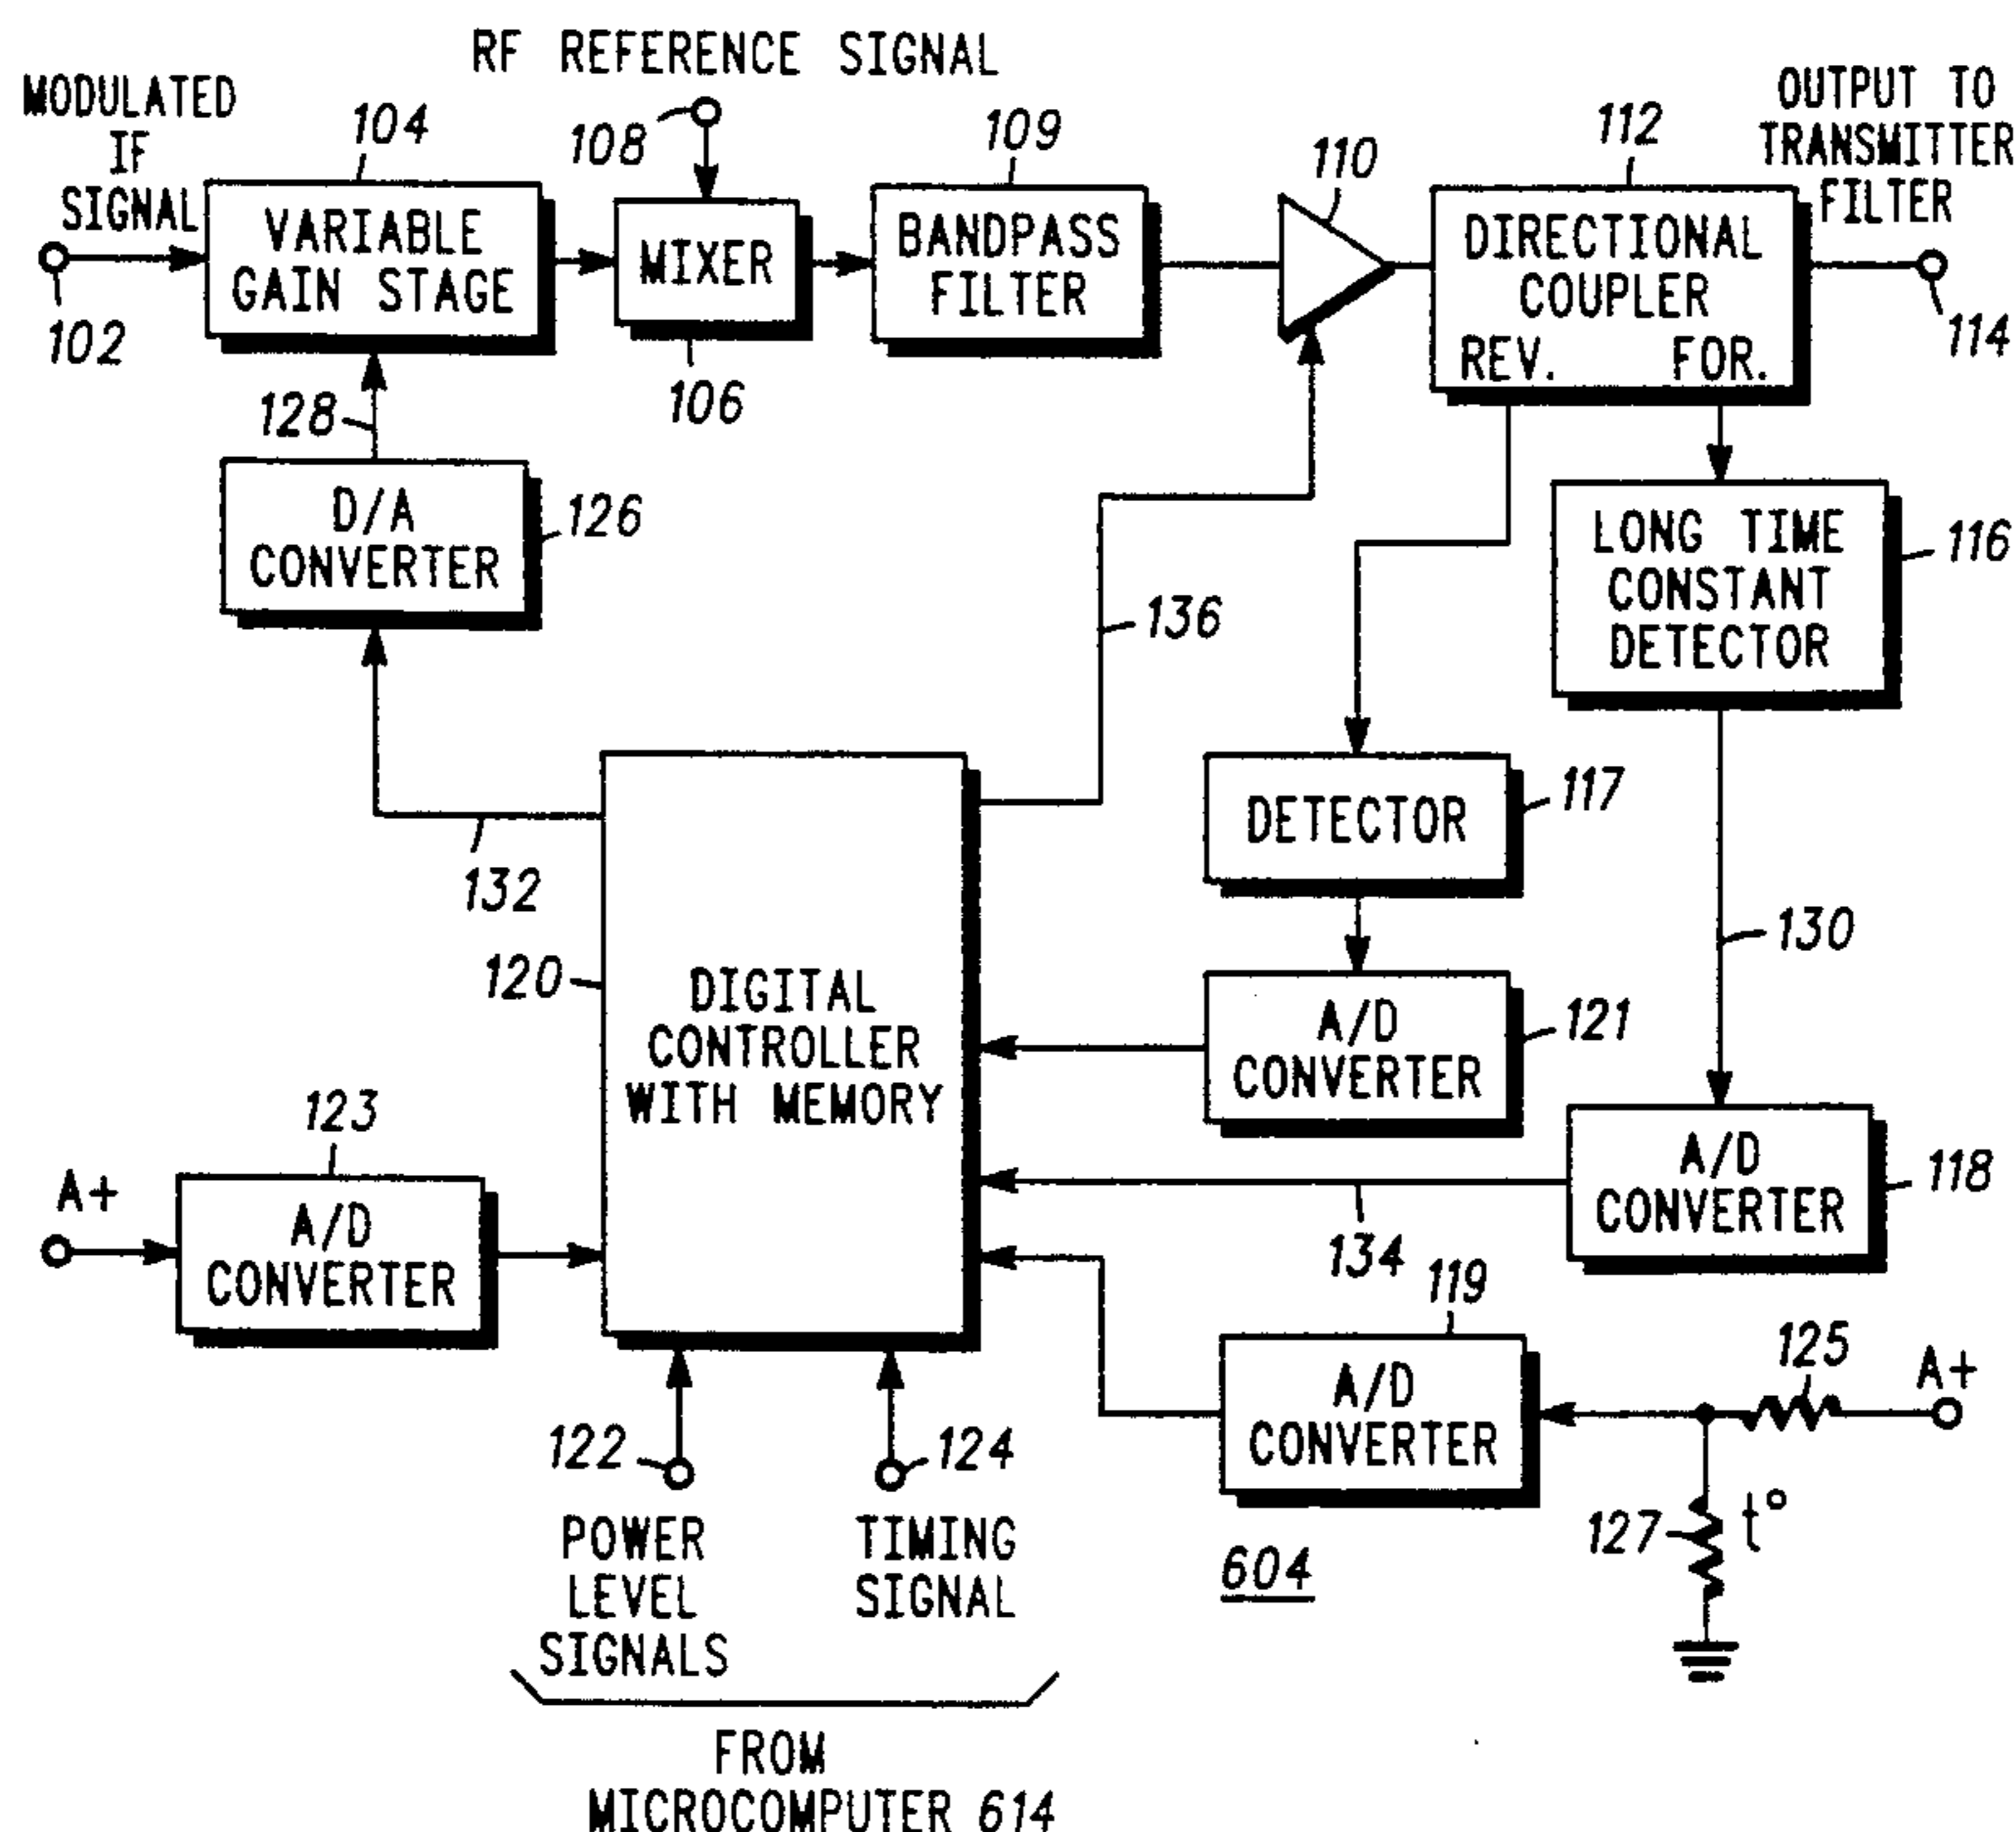 RF REFERENCE SIGNAL
MODULATED
IF
SIGNAL
OUTPUT TO
TRANSMITTER
FILTER
104
108
109
110
112
VARIABLE
GAIN STAGE
MIXER
BANDPASS
FILTER
DIRECTIONAL
COUPLER
REV. FOR.
102
106
114
128
D/A
CONVERTER
126
136
LONG TIME
CONSTANT
DETECTOR
116
132
DETECTOR
117
130
120
DIGITAL
CONTROLLER
WITH MEMORY
A/D
CONVERTER
121
123
A+
A/D
CONVERTER
A/D
CONVERTER
118
134
119
A/D
CONVERTER
125
A+
122
124
127
t°
POWER
LEVEL
SIGNALS
TIMING
SIGNAL
604
FROM
MICROCOMPUTER 614